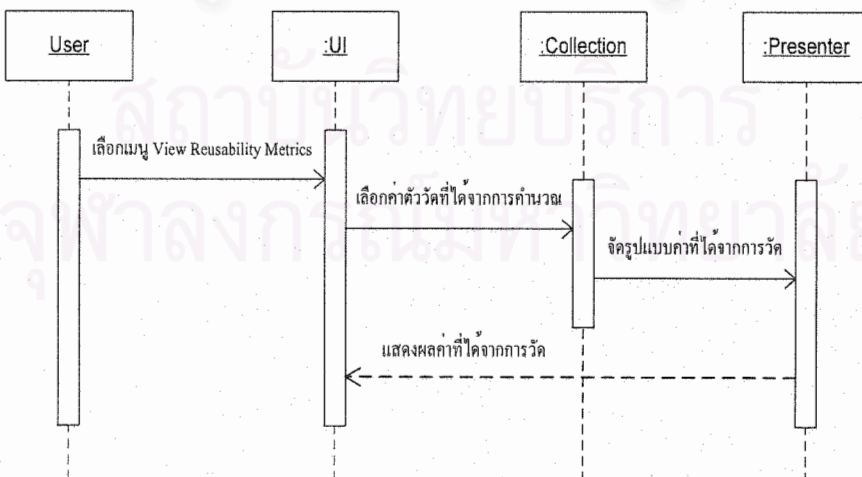 User
:UI
:Collection
:Presenter
สถาบันวิทยบริการ
เลือกเมนู View Reusability Metrics
เลือกค่าตัววัดที่ได้จากการคำนวณ
จุฬาลงกรณ์มหาวิทยาลัย
จัดรูปแบบค่าที่ได้จากการวัด
แสดงผลค่าที่ได้จากการวัด